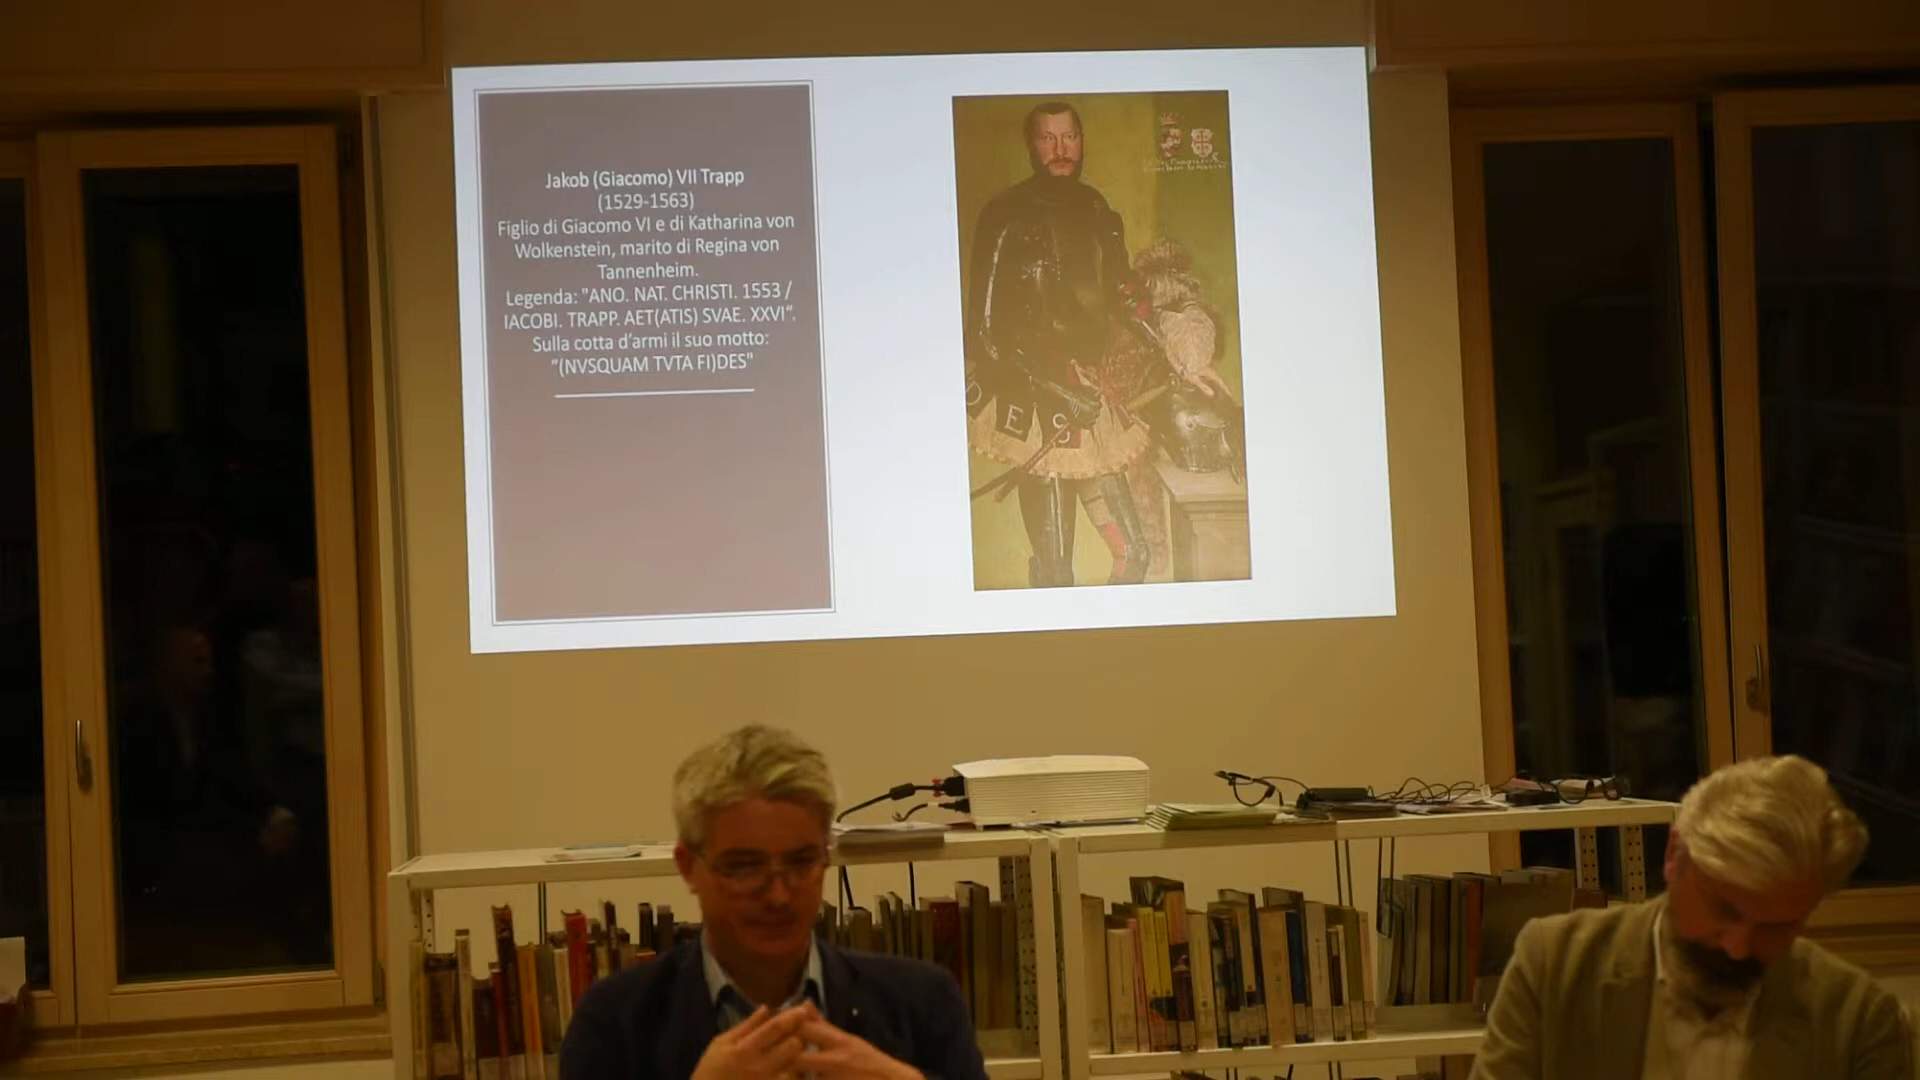 Jakob (Giacomo) VII Trapp
(1529-1563)
Figlio di Giacomo VI e di Katharina von
Wolkenstein, marito di Regina von
Tannenheim.
Legenda: "ANO. NAT. CHRISTI. 1553 /
IACOBI. TRAPP. AET(ATIS) SVAE. XXVI".
Sulla cotta d'armi il suo motto:
"(NVSQUAM TVTA FI)DES"
DES